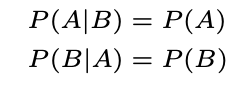 P(A|B) = P(A)
P(B|A) = P(B)